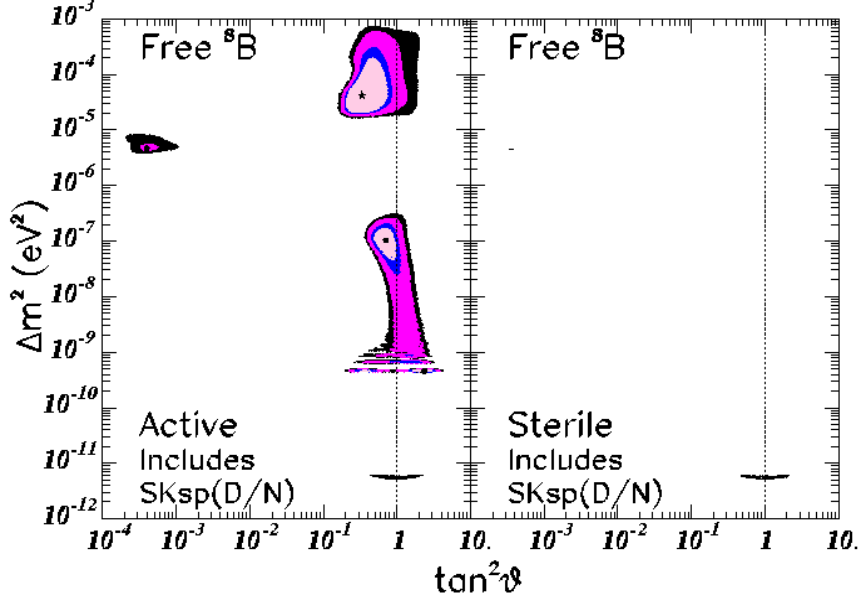 10⁻³
Free ⁸B
Free ⁸B
10⁻⁴
10⁻⁵
10⁻⁶
10⁻⁷
10⁻⁸
10⁻⁹
10⁻¹⁰
10⁻¹¹
10⁻¹²
Δm² (eV²)
Active
Includes
SKsp(D/N)
Sterile
Includes
SKsp(D/N)
10⁻⁴ 10⁻³ 10⁻² 10⁻¹ 1 10. 10⁻³ 10⁻² 10⁻¹ 1 10.
tan²ϑ